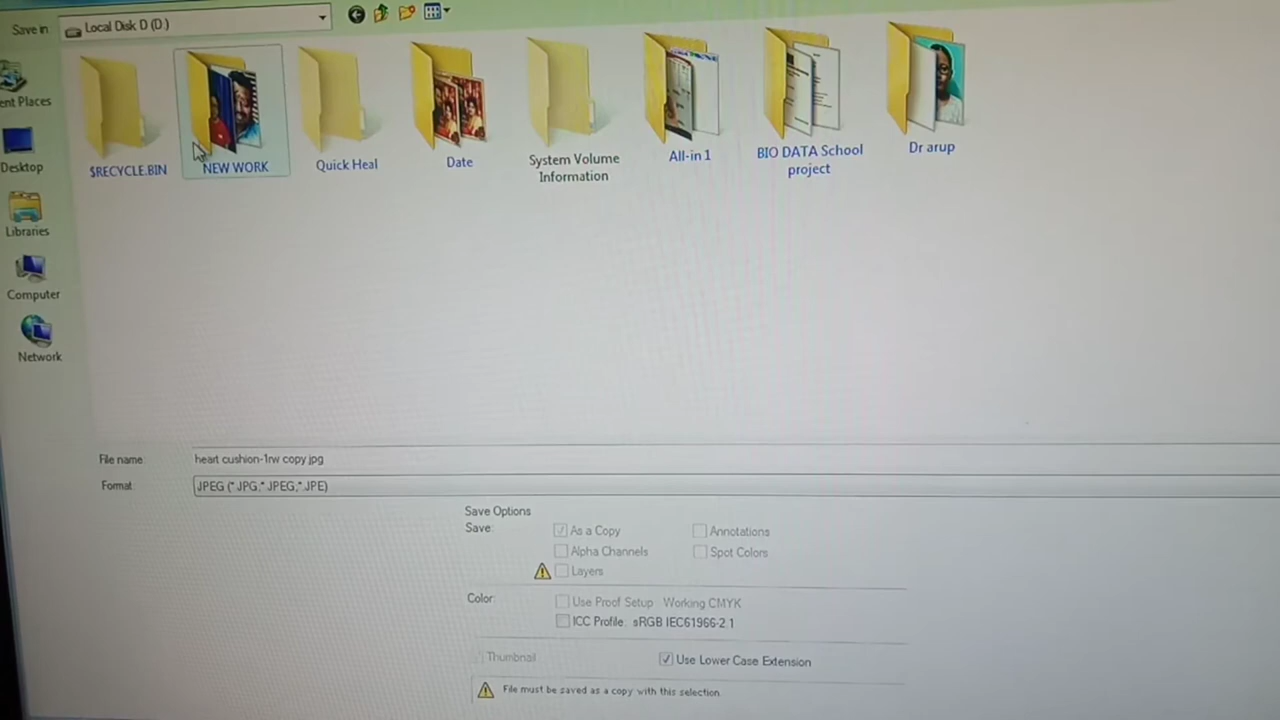 Save in:
Local Disk D (D:)
ent Places
Desktop
Libraries
Computer
Network
$RECYCLE.BIN
NEW WORK
Quick Heal
Date
System Volume
Information
All-in 1
BIO DATA School
project
Dr arup
File name:
heart cushion-1rw copy.jpg
Format:
JPEG (*.JPG;*.JPEG;*.JPE)
Save Options
Save:
As a Copy
Annotations
Alpha Channels
Spot Colors
Layers
Color:
Use Proof Setup: Working CMYK
ICC Profile: sRGB IEC61966-2.1
Thumbnail
Use Lower Case Extension
File must be saved as a copy with this selection.